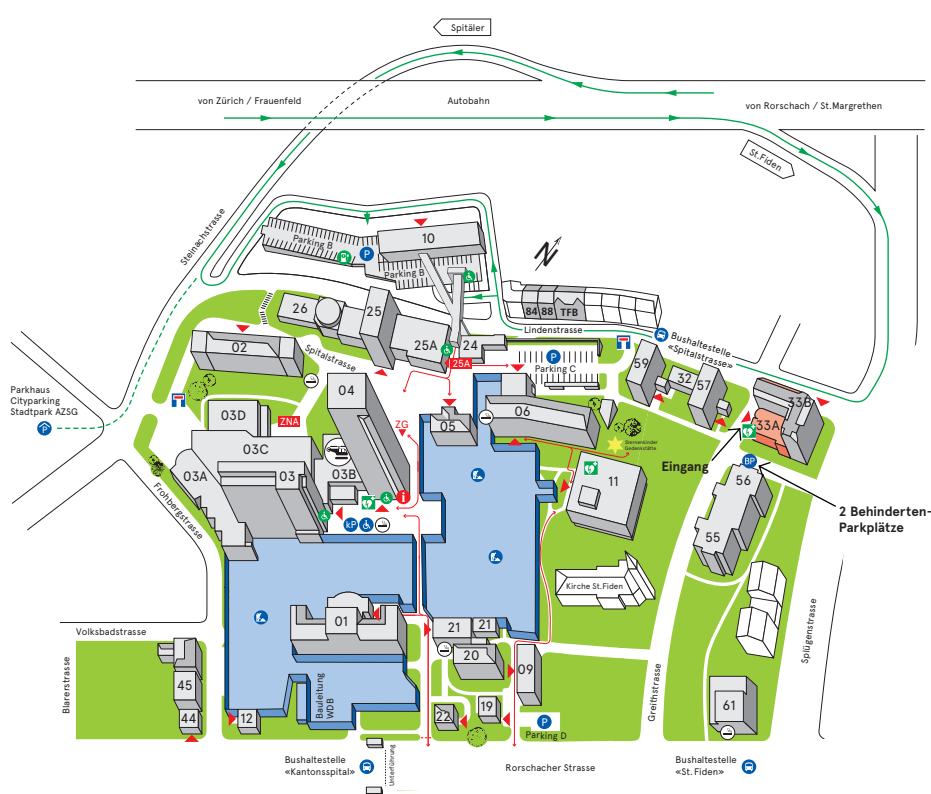 Spitäler
von Zürich / Frauenfeld
Autobahn
von Rorschach / St.Margrethen
St.Fiden
Steinachstrasse
Parking B
P
10
Parking B
N
26
25
84 88 TFB
Lindenstrasse
Bushaltestelle
«Spitalstrasse»
02
Spitalstrasse
25A
24
25A
P
Parking C
59
32
57
33B
33A
Parkhaus
Cityparking
Stadtpark AZSG
P
04
03D
ZNA
ZG
05
06
Sternenkinder
Gedenkstätte
Eingang
BP
03C
03A
03
03B
i
kP
11
56
55
2 Behinderten-
Parkplätze
Frohbergstrasse
Kirche St.Fiden
01
21
21
20
09
Volksbadstrasse
Blarerstrasse
45
44
12
Bauleitung
WDB
22
19
P
Parking D
61
Greithstrasse
Splügenstrasse
Unterführung
Bushaltestelle
«Kantonsspital»
Rorschacher Strasse
Bushaltestelle
«St.Fiden»